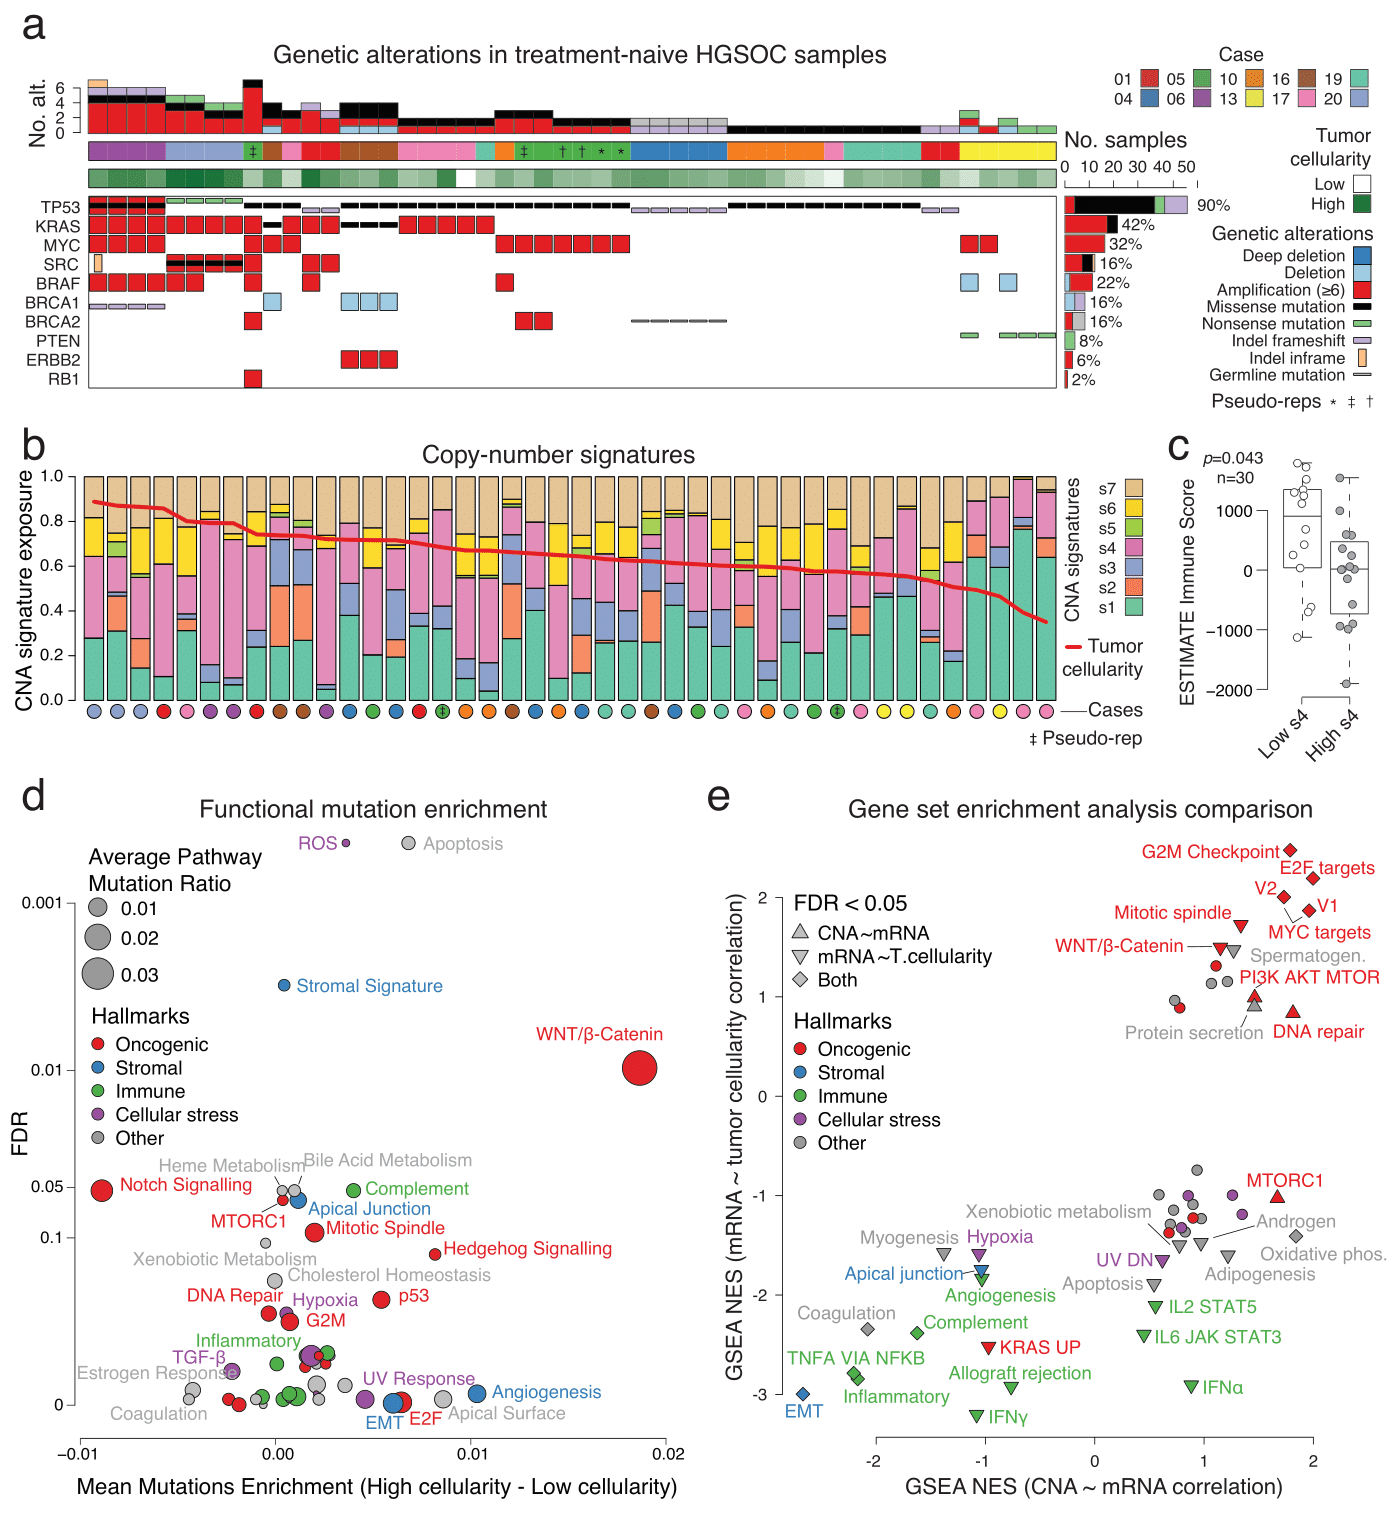 a
Genetic alterations in treatment-naive HGSOC samples
No. alt.
6
4
2
0
‡ ‡ † † * *
Case
01 05 10 16 19
04 06 13 17 20
No. samples
0 10 20 30 40 50
Tumor
cellularity
Low
High
TP53 90%
KRAS 42%
MYC 32%
SRC 16%
BRAF 22%
BRCA1 16%
BRCA2 16%
PTEN 8%
ERBB2 6%
RB1 2%
Genetic alterations
Deep deletion
Deletion
Amplification (≥6)
Missense mutation
Nonsense mutation
Indel frameshift
Indel inframe
Germline mutation
Pseudo-reps * ‡ †
b
Copy-number signatures
CNA signature exposure
1.0
0.8
0.6
0.4
0.2
0.0
‡ ‡
CNA sigsnatures
s7
s6
s5
s4
s3
s2
s1
Tumor
cellularity
Cases
‡ Pseudo-rep
c
p=0.043
n=30
ESTIMATE Immune Score
1000
0
−1000
−2000
Low s4
High s4
d
Functional mutation enrichment
Average Pathway
Mutation Ratio
0.01
0.02
0.03
Hallmarks
Oncogenic
Stromal
Immune
Cellular stress
Other
FDR
0.001
0.01
0.05
0.1
0
ROS
Apoptosis
Stromal Signature
WNT/β-Catenin
Heme Metabolism
Bile Acid Metabolism
Notch Signalling
Complement
MTORC1
Apical Junction
Mitotic Spindle
Xenobiotic Metabolism
Hedgehog Signalling
Cholesterol Homeostasis
DNA Repair
Hypoxia
p53
G2M
Inflammatory
TGF-β
Estrogen Response
UV Response
Angiogenesis
Coagulation
EMT
E2F
Apical Surface
−0.01 0.00 0.01 0.02
Mean Mutations Enrichment (High cellularity - Low cellularity)
e
Gene set enrichment analysis comparison
GSEA NES (mRNA ~ tumor cellularity correlation)
2
1
0
-1
-2
-3
FDR < 0.05
CNA~mRNA
mRNA~T.cellularity
Both
Hallmarks
Oncogenic
Stromal
Immune
Cellular stress
Other
G2M Checkpoint
E2F targets
V2
V1
MYC targets
Mitotic spindle
WNT/β-Catenin
Spermatogen.
PI3K AKT MTOR
Protein secretion
DNA repair
MTORC1
Xenobiotic metabolism
Androgen
Myogenesis
Hypoxia
Oxidative phos.
UV DN
Adipogenesis
Apical junction
Apoptosis
Angiogenesis
IL2 STAT5
Coagulation
Complement
IL6 JAK STAT3
KRAS UP
TNFA VIA NFKB
Allograft rejection
Inflammatory
IFNα
EMT
IFNγ
-2 -1 0 1 2
GSEA NES (CNA ~ mRNA correlation)